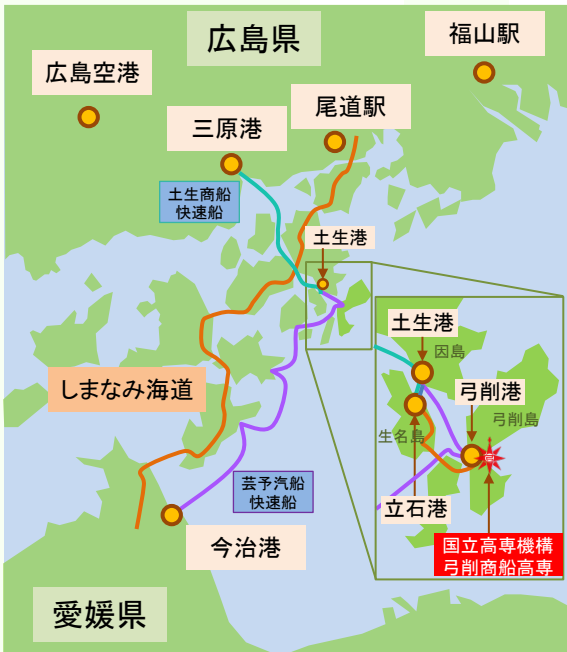 広島県
福山駅
広島空港
尾道駅
三原港
土生商船
快速船
土生港
土生港
因島
しまなみ海道
弓削港
弓削島
生名島
芸予汽船
快速船
立石港
今治港
国立高専機構
弓削商船高専
愛媛県